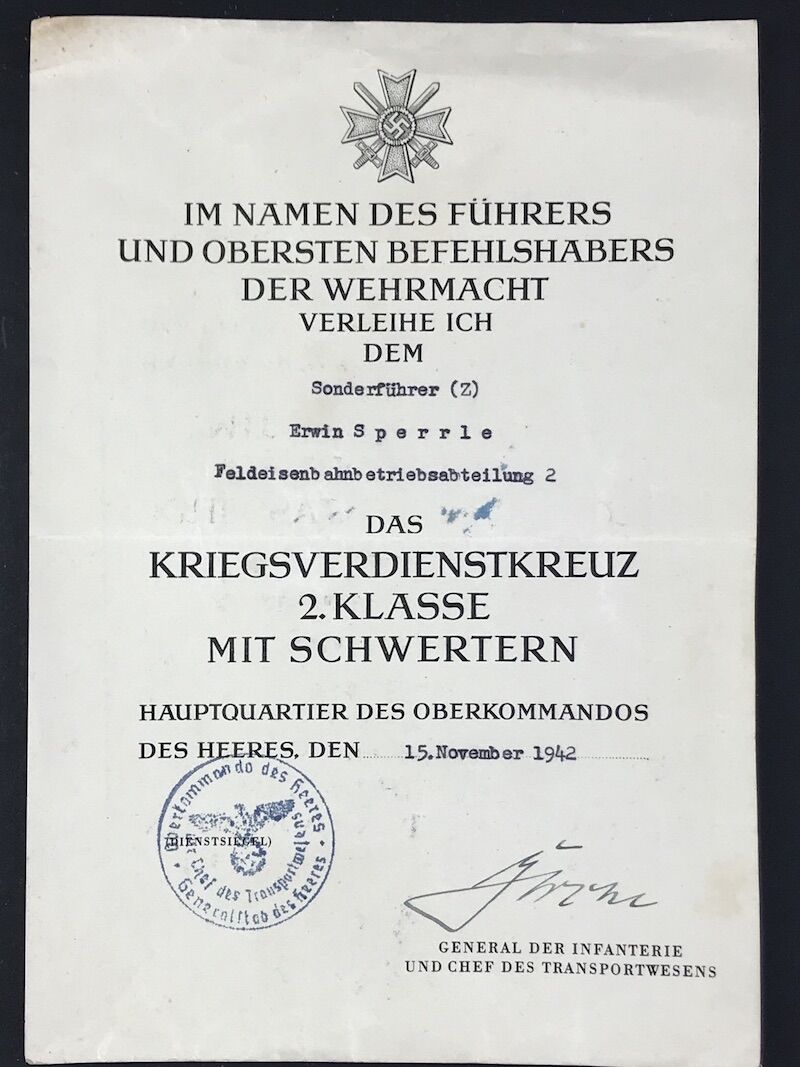 IM NAMEN DES FÜHRERS
UND OBERSTEN BEFEHLSHABERS
DER WEHRMACHT
VERLEIHE ICH
DEM
Sonderführer (Z)
Erwin S p e r r l e
Feldeisenbahnbetriebsabteilung 2
DAS
KRIEGSVERDIENSTKREUZ
2. KLASSE
MIT SCHWERTERN
HAUPTQUARTIER DES OBERKOMMANDOS
DES HEERES, DEN 15.November 1942
Oberkommando des Heeres
Der Chef des Transportwesens
Generalstab des Heeres
(DIENSTSIEGEL)
GENERAL DER INFANTERIE
UND CHEF DES TRANSPORTWESENS